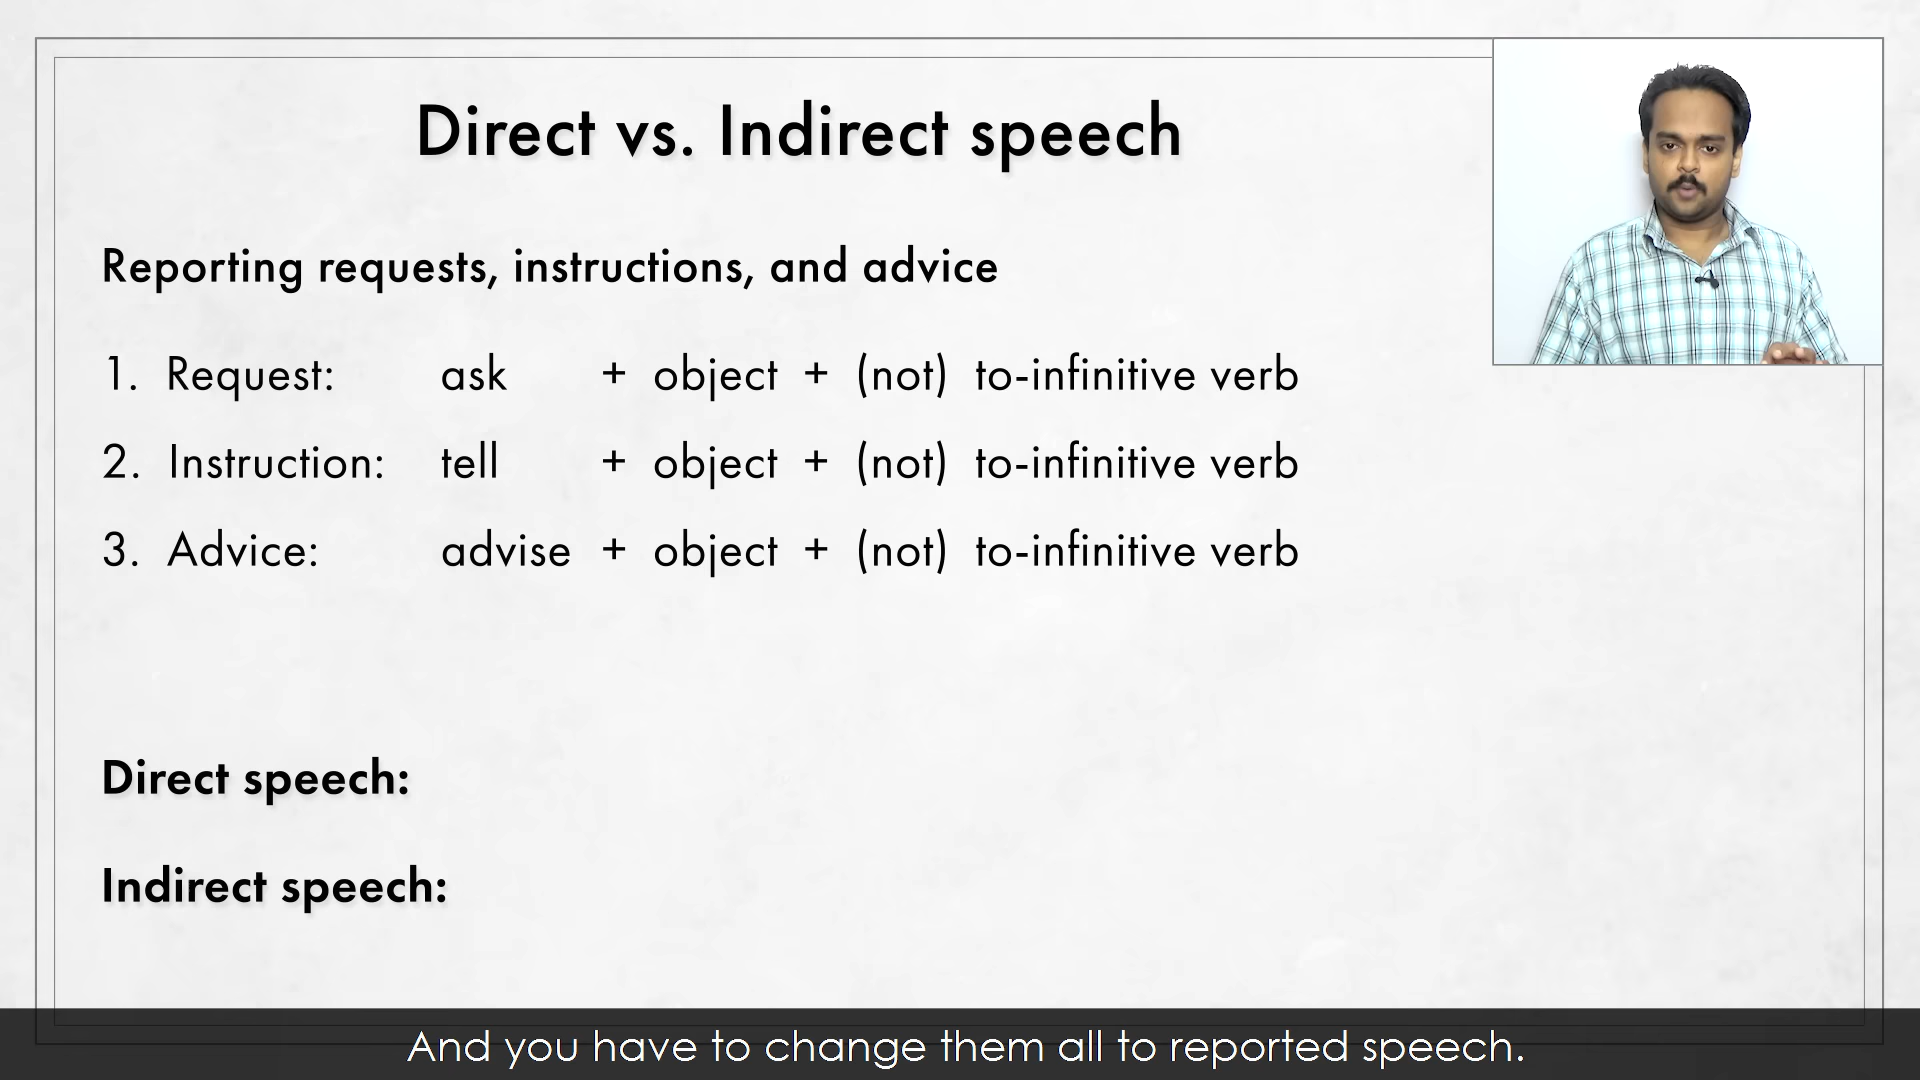 Direct vs. Indirect speech
Reporting requests, instructions, and advice
1. Request: ask + object + (not) to-infinitive verb
2. Instruction: tell + object + (not) to-infinitive verb
3. Advice: advise + object + (not) to-infinitive verb
Direct speech:
Indirect speech:
And you have to change them all to reported speech.